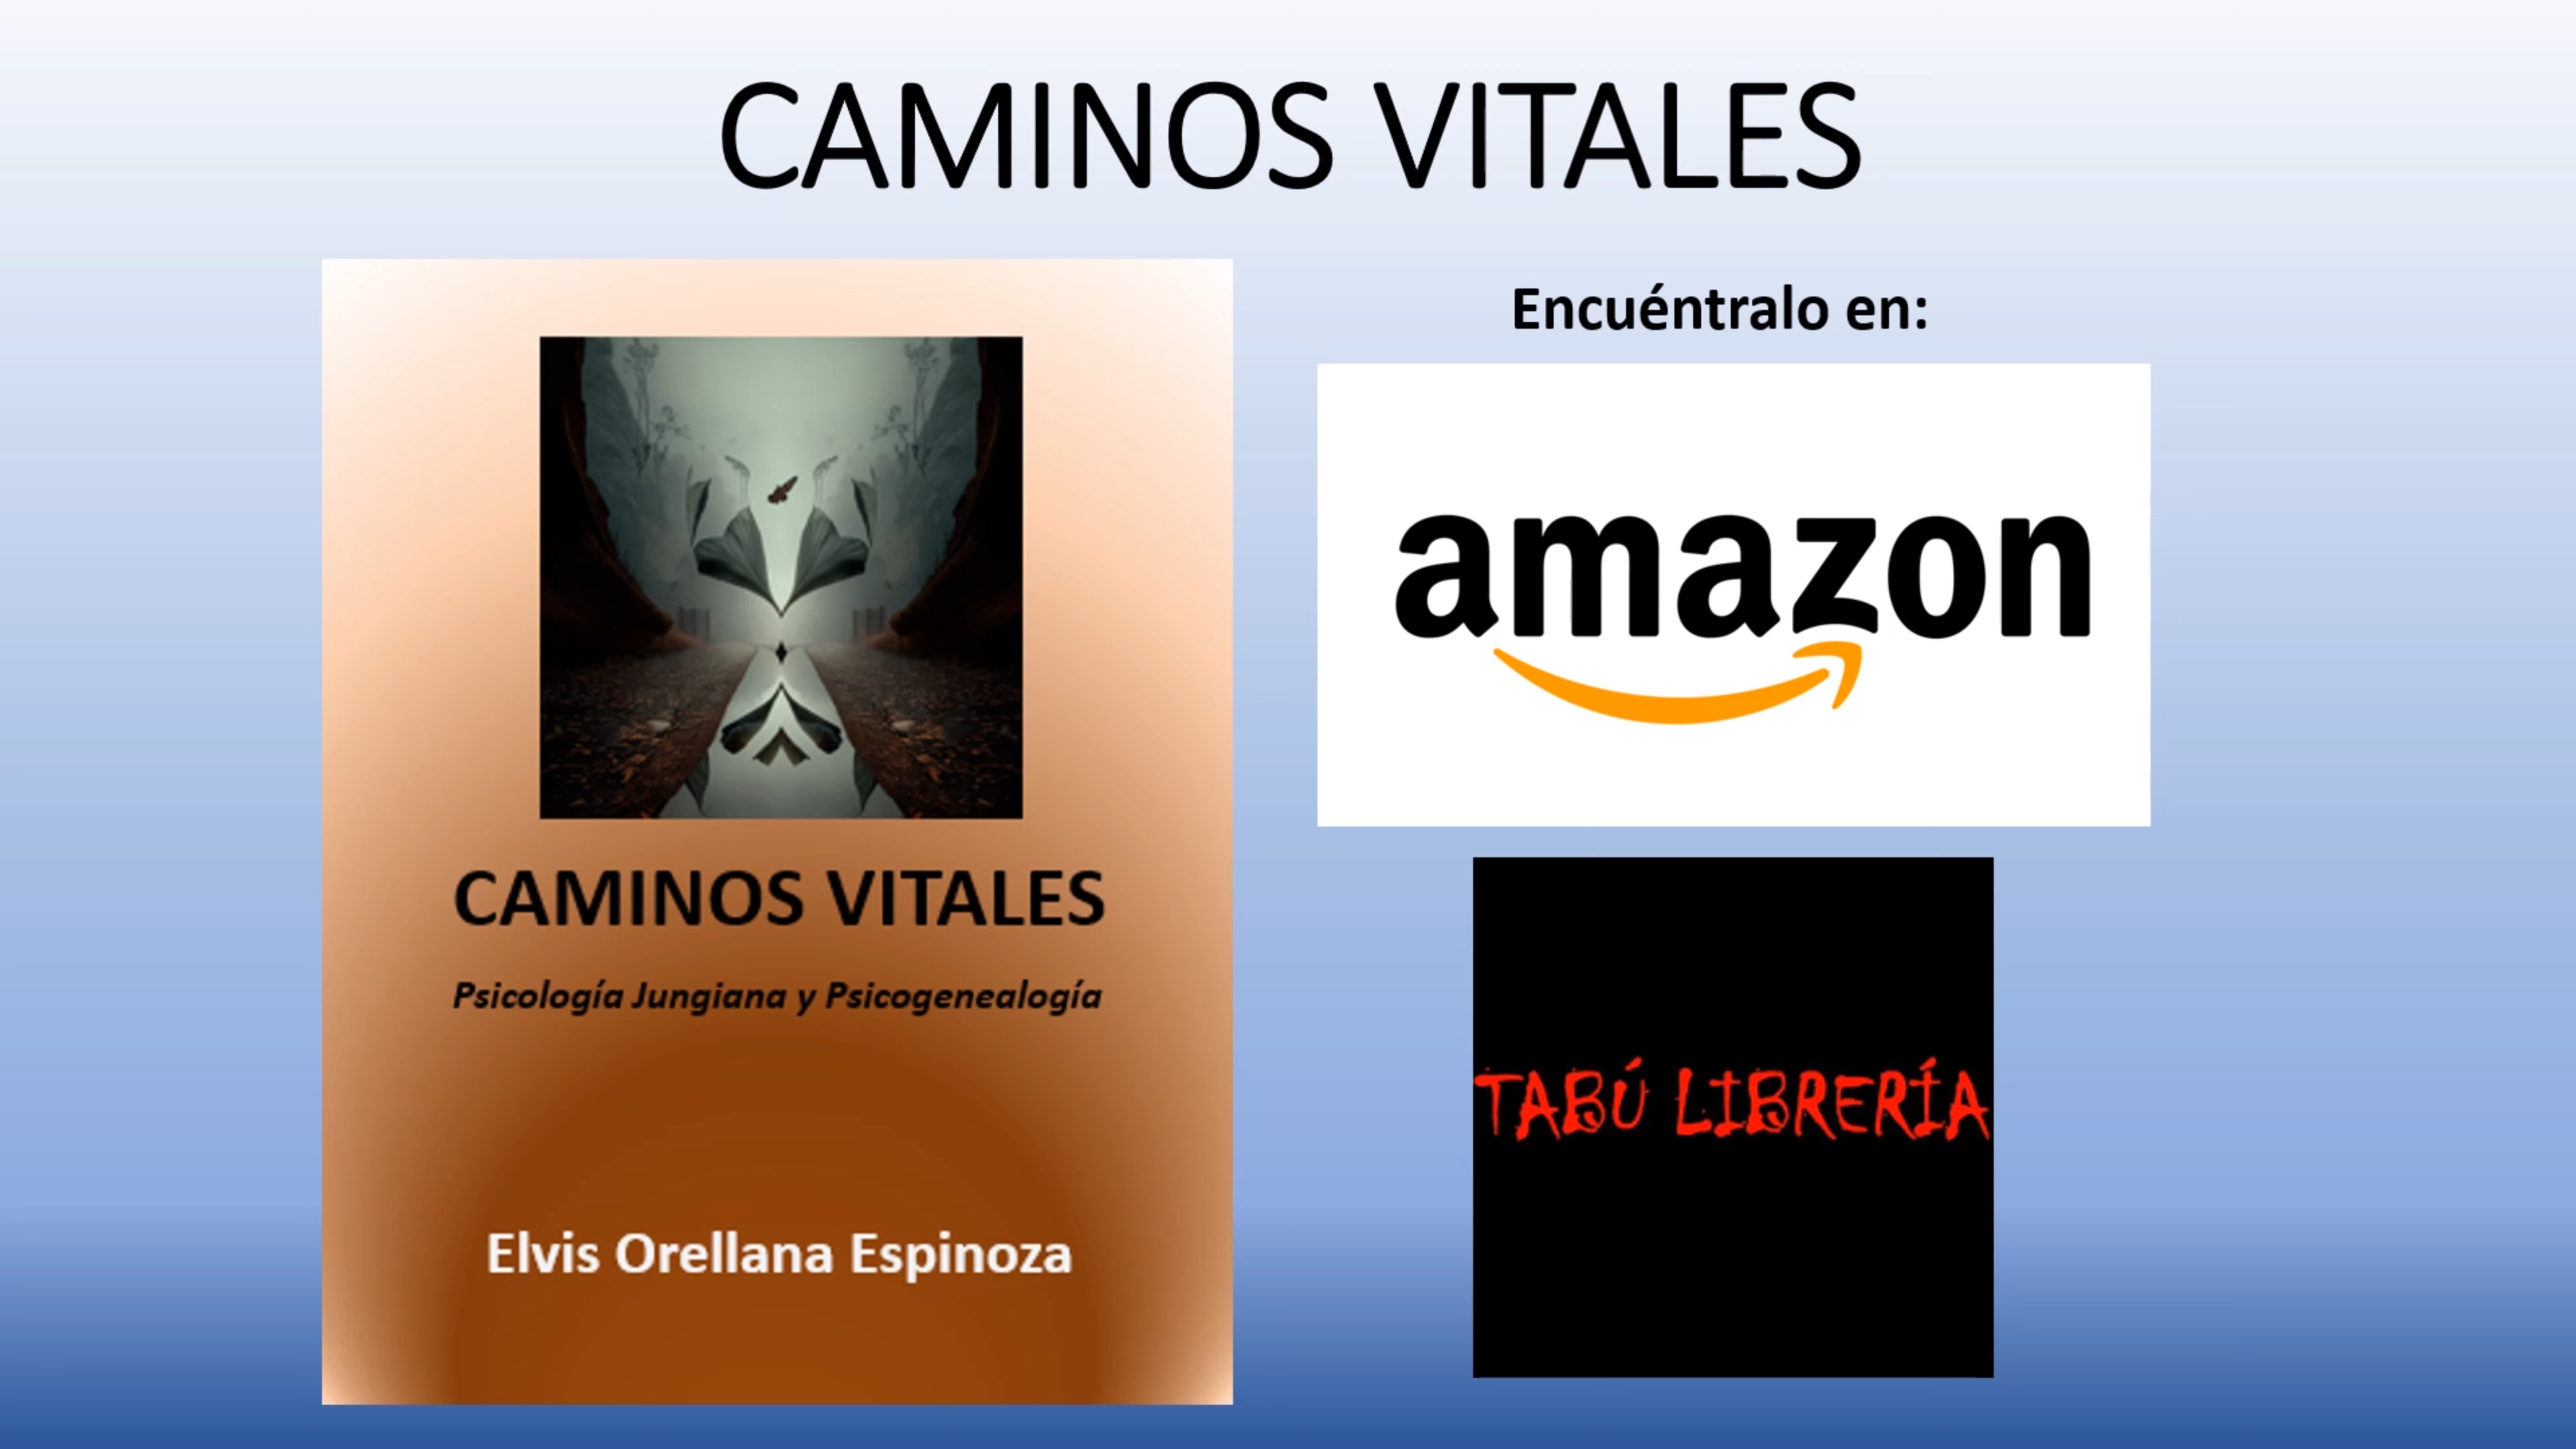 CAMINOS VITALES
CAMINOS VITALES
Psicología Jungiana y Psicogenealogía
Elvis Orellana Espinoza
Encuéntralo en:
amazon
TABÚ LIBRERÍA